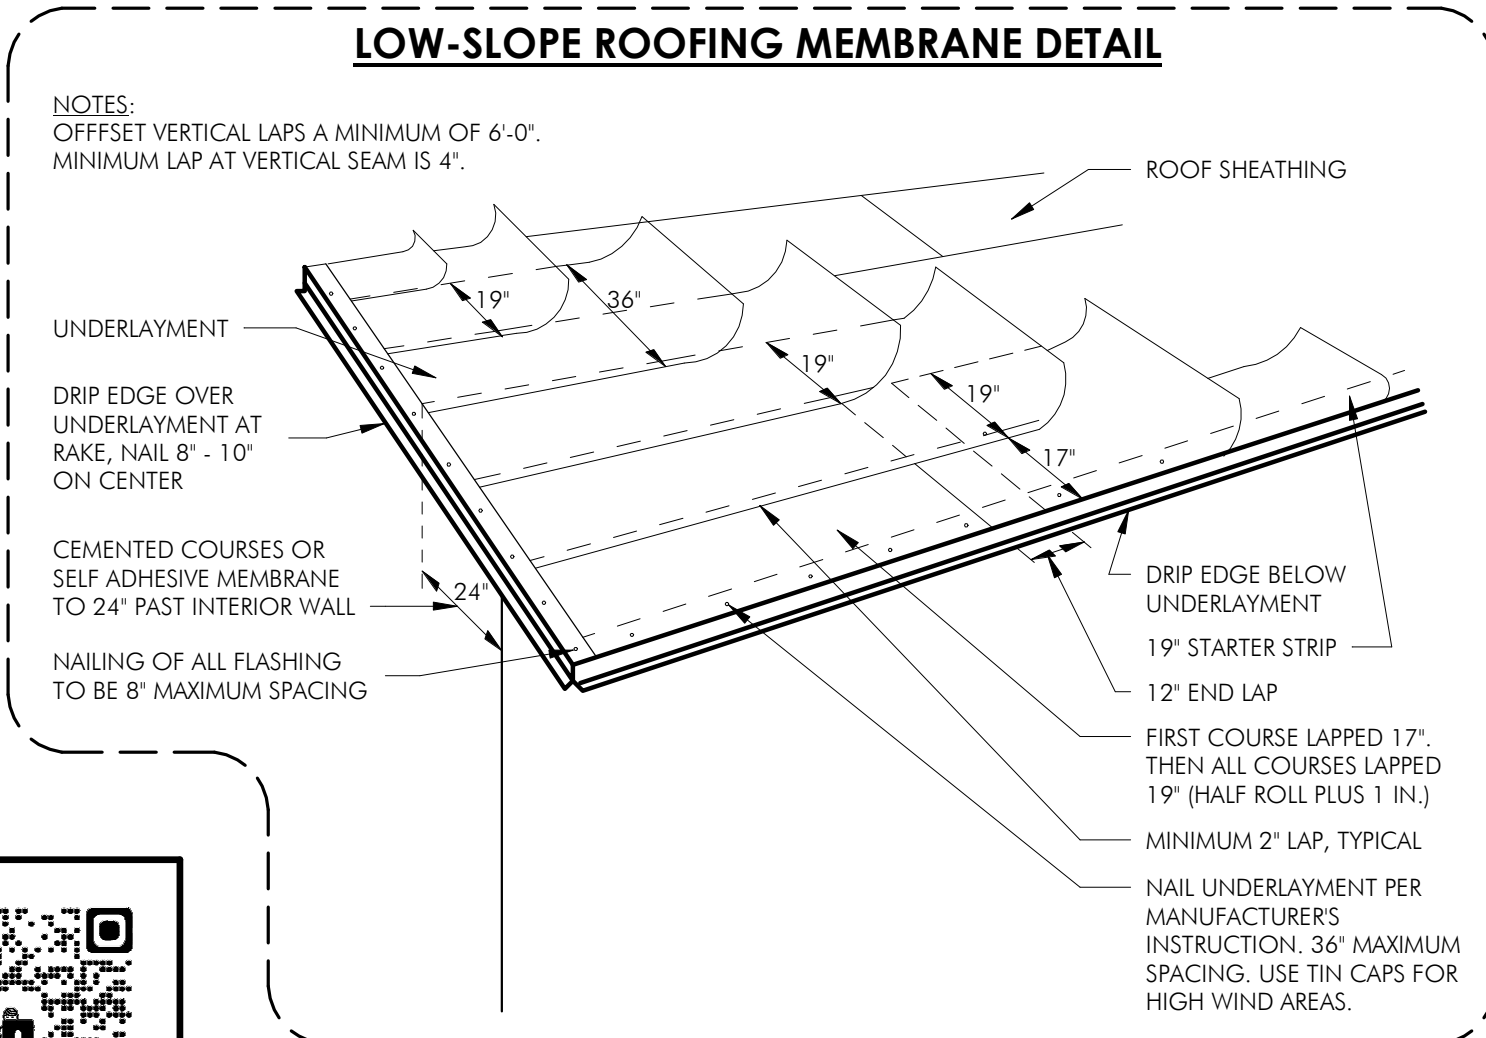 LOW-SLOPE ROOFING MEMBRANE DETAIL
NOTES:
OFFFSET VERTICAL LAPS A MINIMUM OF 6'-0".
MINIMUM LAP AT VERTICAL SEAM IS 4".
ROOF SHEATHING
19"
36"
UNDERLAYMENT
19"
19"
DRIP EDGE OVER
UNDERLAYMENT AT
RAKE, NAIL 8" - 10"
ON CENTER
17"
CEMENTED COURSES OR
SELF ADHESIVE MEMBRANE
TO 24" PAST INTERIOR WALL
24"
NAILING OF ALL FLASHING
TO BE 8" MAXIMUM SPACING
DRIP EDGE BELOW
UNDERLAYMENT
19" STARTER STRIP
12" END LAP
FIRST COURSE LAPPED 17".
THEN ALL COURSES LAPPED
19" (HALF ROLL PLUS 1 IN.)
MINIMUM 2" LAP, TYPICAL
NAIL UNDERLAYMENT PER
MANUFACTURER'S
INSTRUCTION. 36" MAXIMUM
SPACING. USE TIN CAPS FOR
HIGH WIND AREAS.